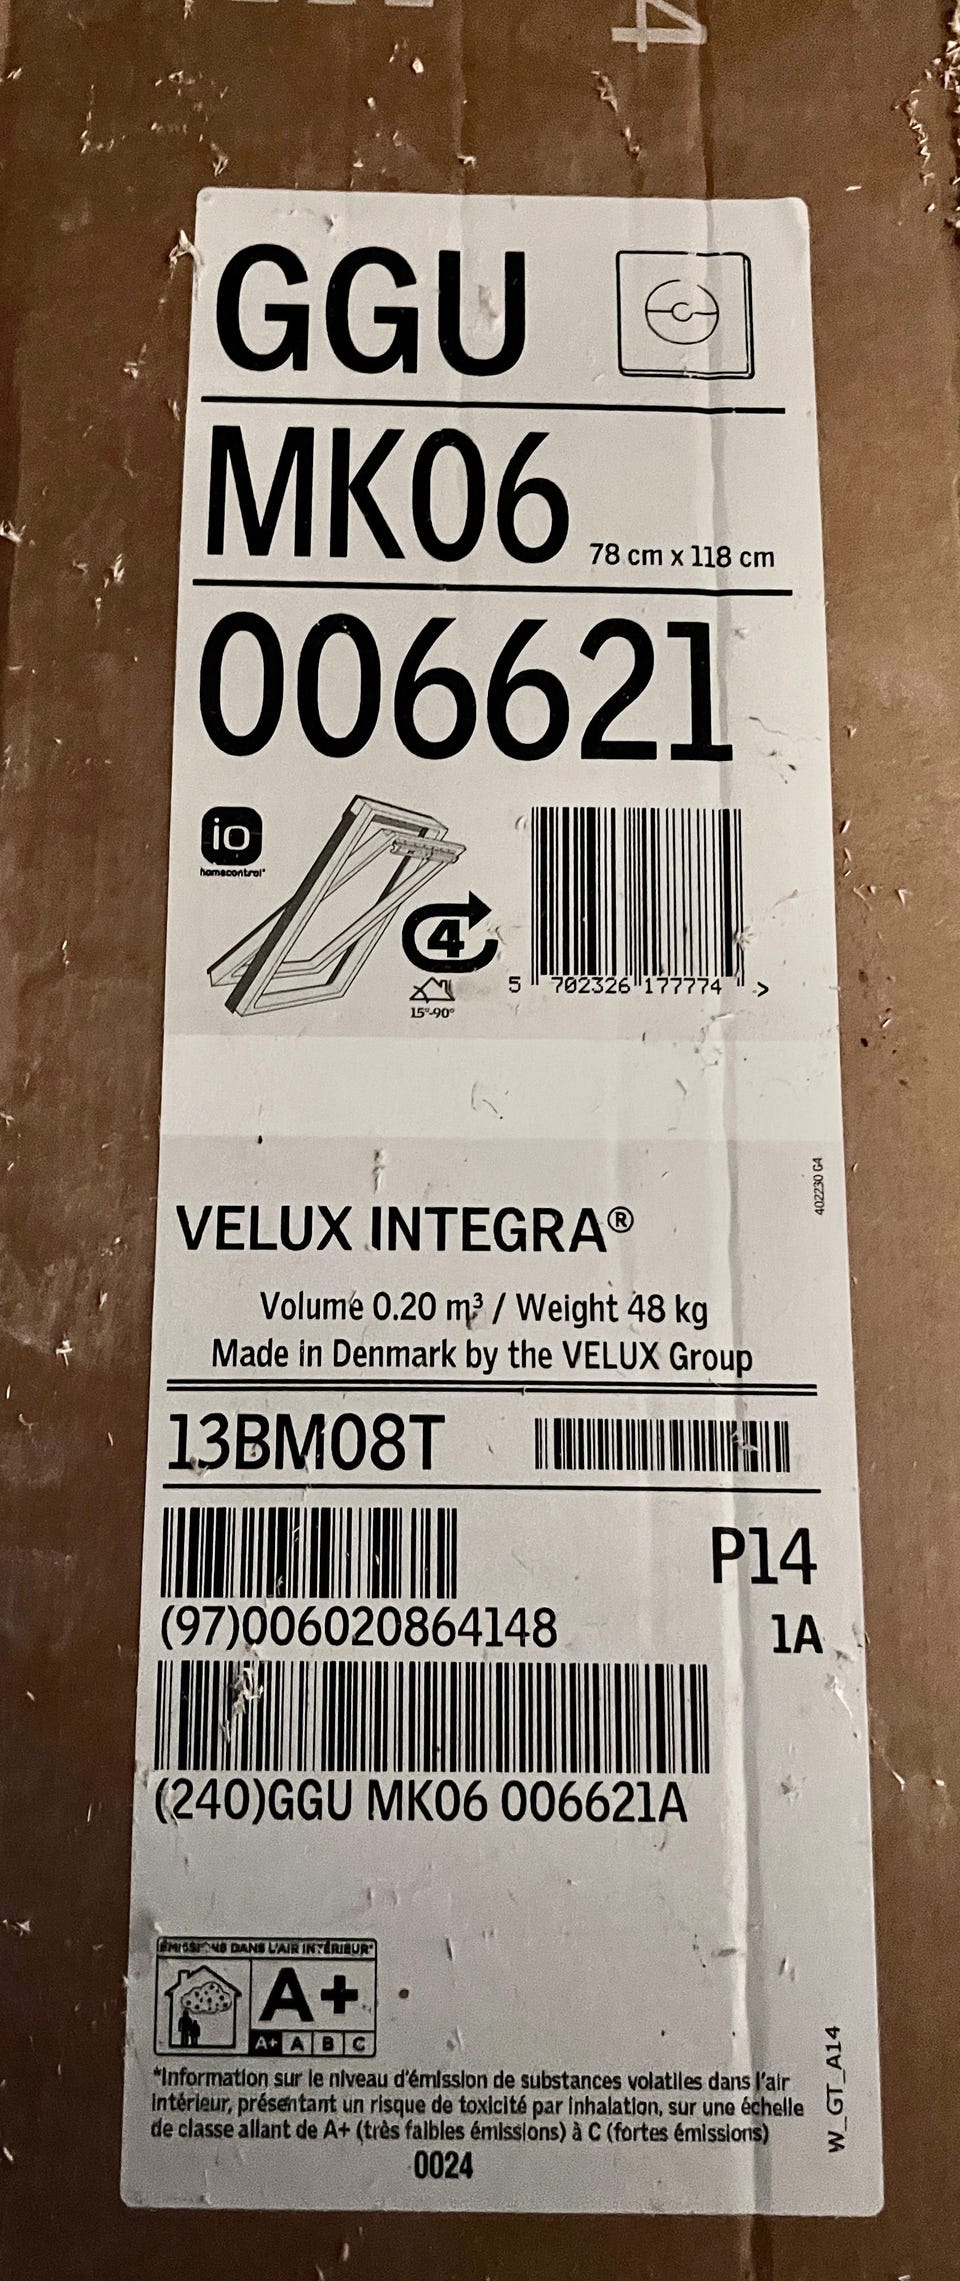 4
GGU
MK06 78 cm x 118 cm
006621
io
homecontrol®
4
15°-90°
5 702326 177774 >
402230 G4
VELUX INTEGRA®
Volume 0.20 m³ / Weight 48 kg
Made in Denmark by the VELUX Group
13BM08T
P14
(97)006020864148 1A
(240)GGU MK06 006621A
ÉMISSIONS DANS L'AIR INTÉRIEUR*
A+
A+ A B C
*Information sur le niveau d'émission de substances volatiles dans l'air
intérieur, présentant un risque de toxicité par inhalation, sur une échelle
de classe allant de A+ (très faibles émissions) à C (fortes émissions)
0024
W_GT_A14